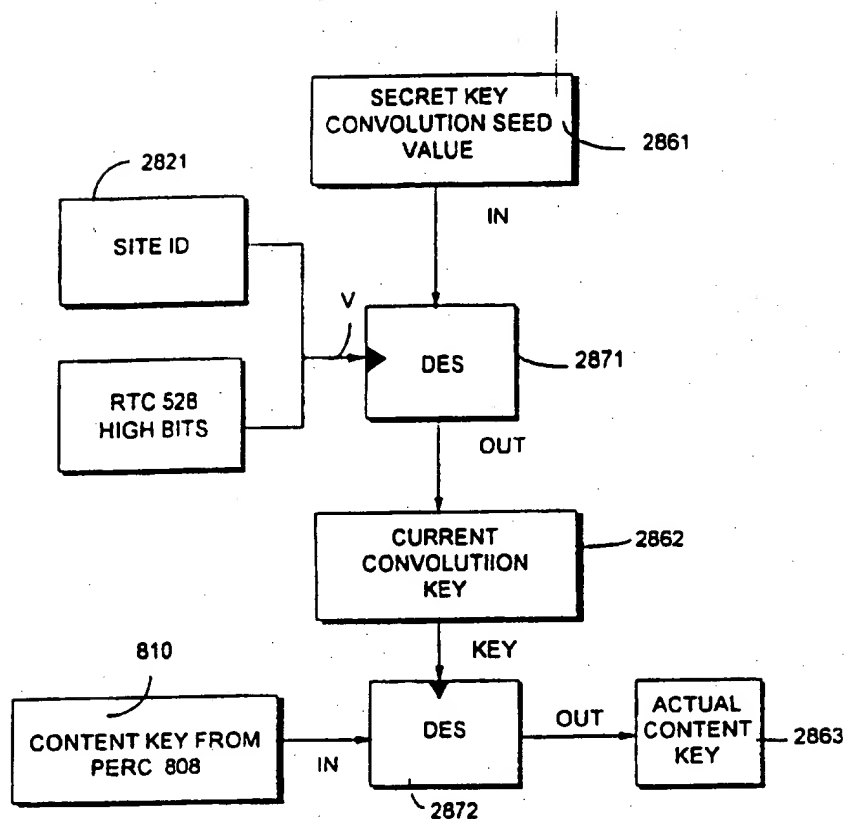 SECRET KEY
CONVOLUTION SEED
VALUE
2861
2821
IN
SITE ID
V
DES
2871
RTC 528
HIGH BITS
OUT
CURRENT
CONVOLUTIION
KEY
2862
KEY
810
CONTENT KEY FROM
PERC 808
IN
DES
OUT
ACTUAL
CONTENT
KEY
2863
2872